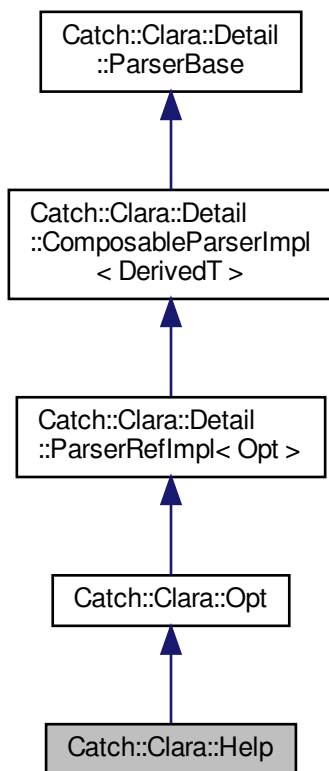 Catch::Clara::Detail
::ParserBase
Catch::Clara::Detail
::ComposableParserImpl
< DerivedT >
Catch::Clara::Detail
::ParserRefImpl< Opt >
Catch::Clara::Opt
Catch::Clara::Help